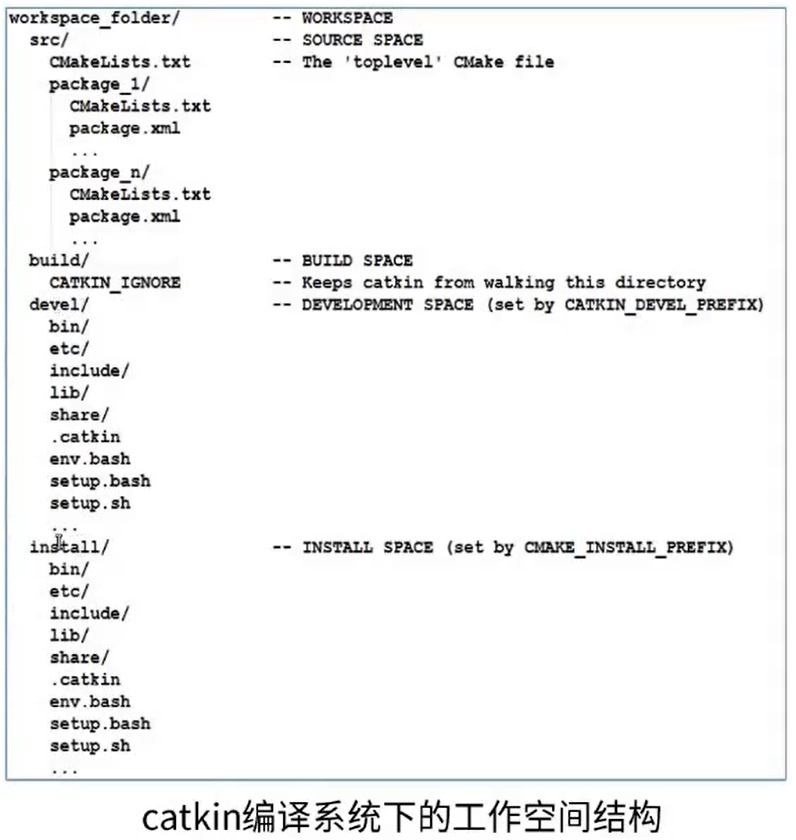 workspace_folder/ -- WORKSPACE
src/ -- SOURCE SPACE
CMakeLists.txt -- The 'toplevel' CMake file
package_1/
CMakeLists.txt
package.xml
...
package_n/
CMakeLists.txt
package.xml
...
build/ -- BUILD SPACE
CATKIN_IGNORE -- Keeps catkin from walking this directory
devel/ -- DEVELOPMENT SPACE (set by CATKIN_DEVEL_PREFIX)
bin/
etc/
include/
lib/
share/
.catkin
env.bash
setup.bash
setup.sh
...
install/ -- INSTALL SPACE (set by CMAKE_INSTALL_PREFIX)
bin/
etc/
include/
lib/
share/
.catkin
env.bash
setup.bash
setup.sh
...
catkin编译系统下的工作空间结构